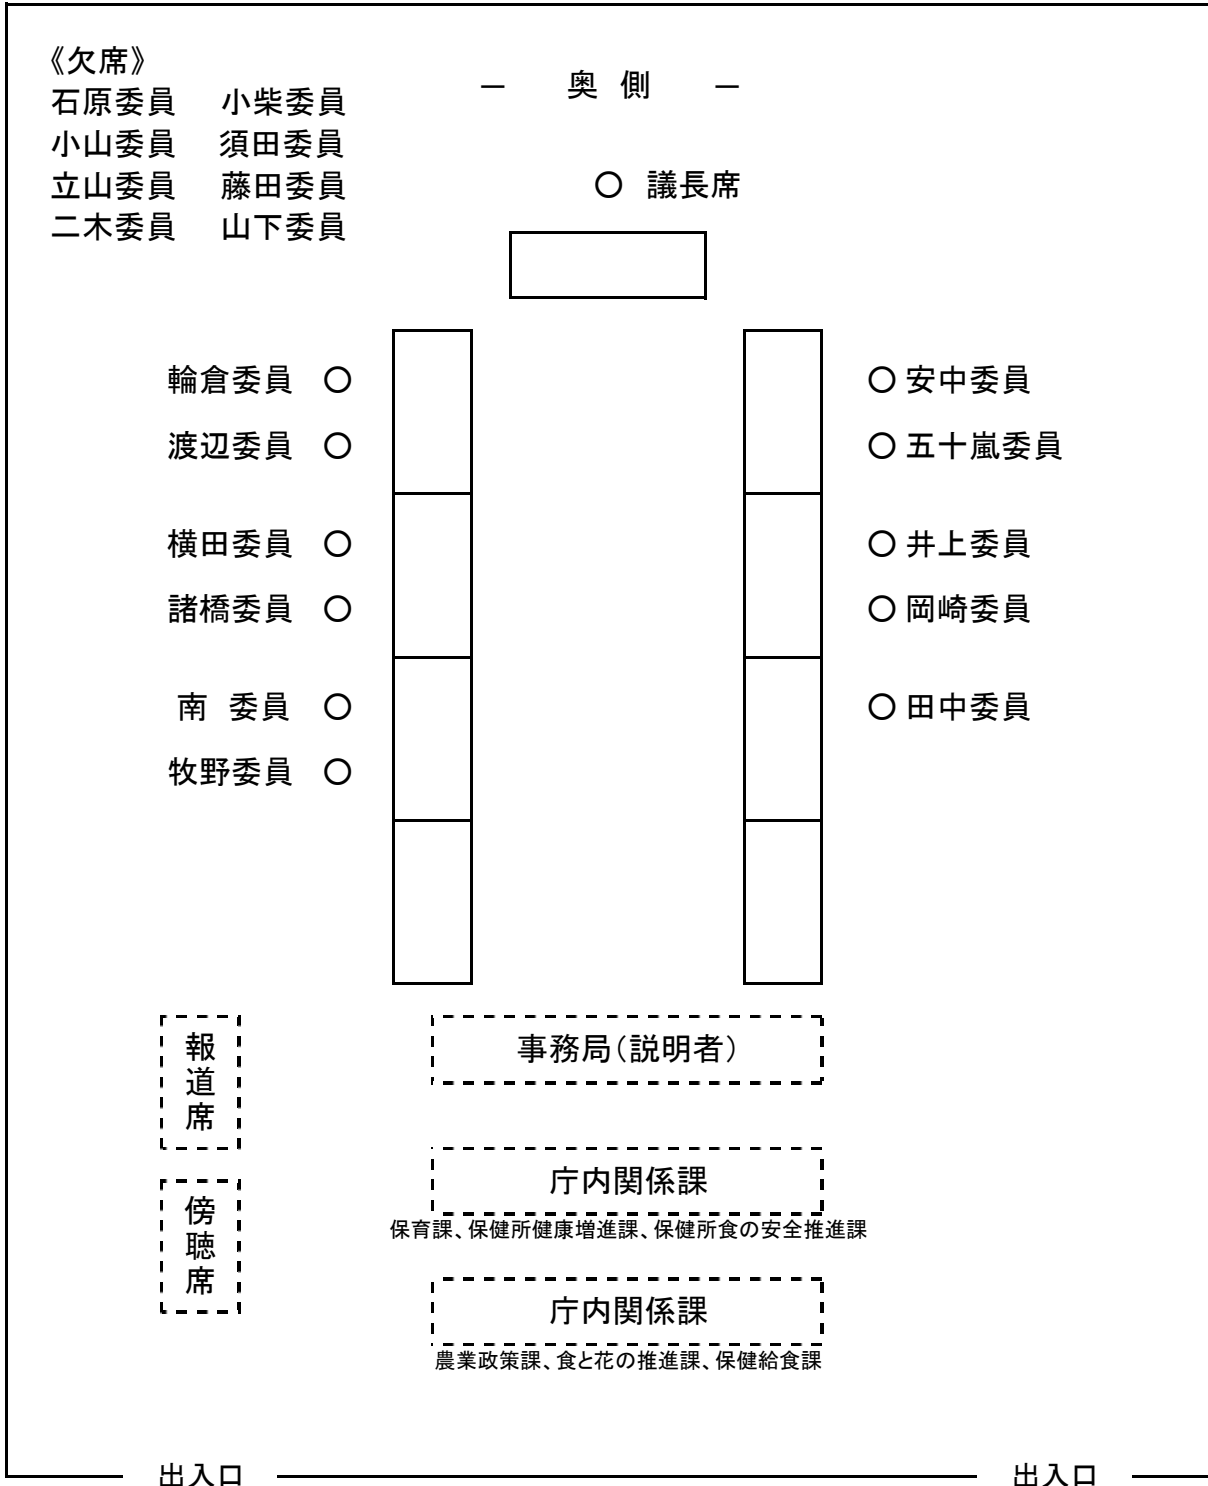 《欠席》
石原委員 小柴委員
小山委員 須田委員
立山委員 藤田委員
二木委員 山下委員
― 奥 側 ―
○ 議長席
輪倉委員 ○
渡辺委員 ○
横田委員 ○
諸橋委員 ○
南 委員 ○
牧野委員 ○
○ 安中委員
○ 五十嵐委員
○ 井上委員
○ 岡崎委員
○ 田中委員
報道席
傍聴席
事務局(説明者)
庁内関係課
保育課、保健所健康増進課、保健所食の安全推進課
庁内関係課
農業政策課、食と花の推進課、保健給食課
出入口
出入口